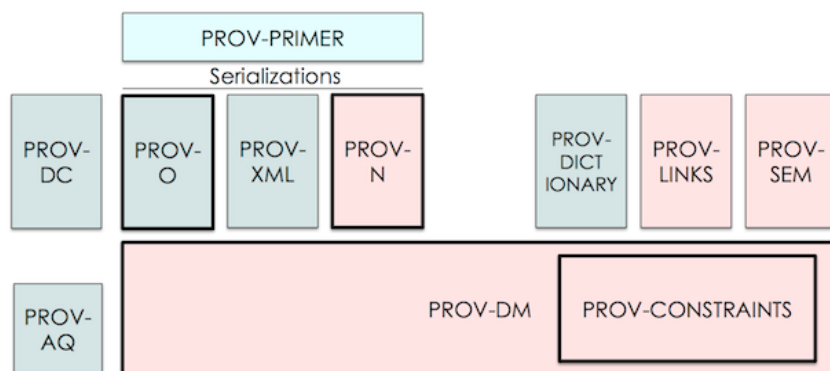 PROV-PRIMER
Serializations
PROV-
DC
PROV-
O
PROV-
XML
PROV-
N
PROV-
DICT
IONARY
PROV-
LINKS
PROV-
SEM
PROV-
AQ
PROV-DM
PROV-CONSTRAINTS